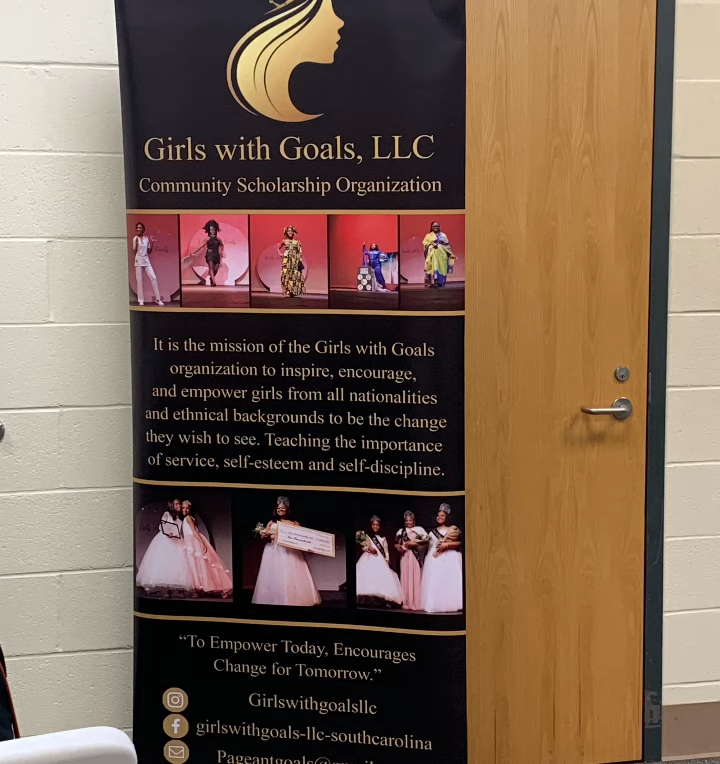 Girls with Goals, LLC
Community Scholarship Organization
It is the mission of the Girls with Goals
organization to inspire, encourage,
and empower girls from all nationalities
and ethnical backgrounds to be the change
they wish to see. Teaching the importance
of service, self-esteem and self-discipline.
“To Empower Today, Encourages
Change for Tomorrow.”
Girlswithgoalsllc
girlswithgoals-llc-southcarolina